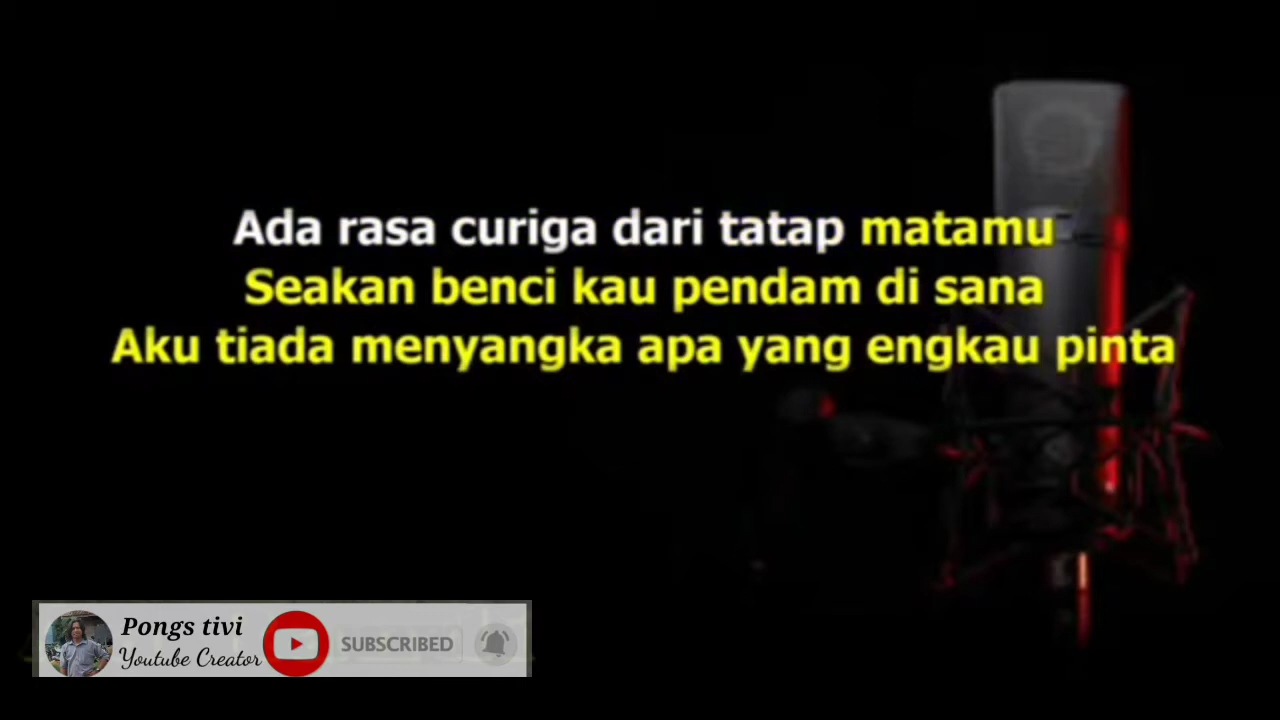 Ada rasa curiga dari tatap matamu
Seakan benci kau pendam di sana
Aku tiada menyangka apa yang engkau pinta
Pongs tivi
Youtube Creator
SUBSCRIBED